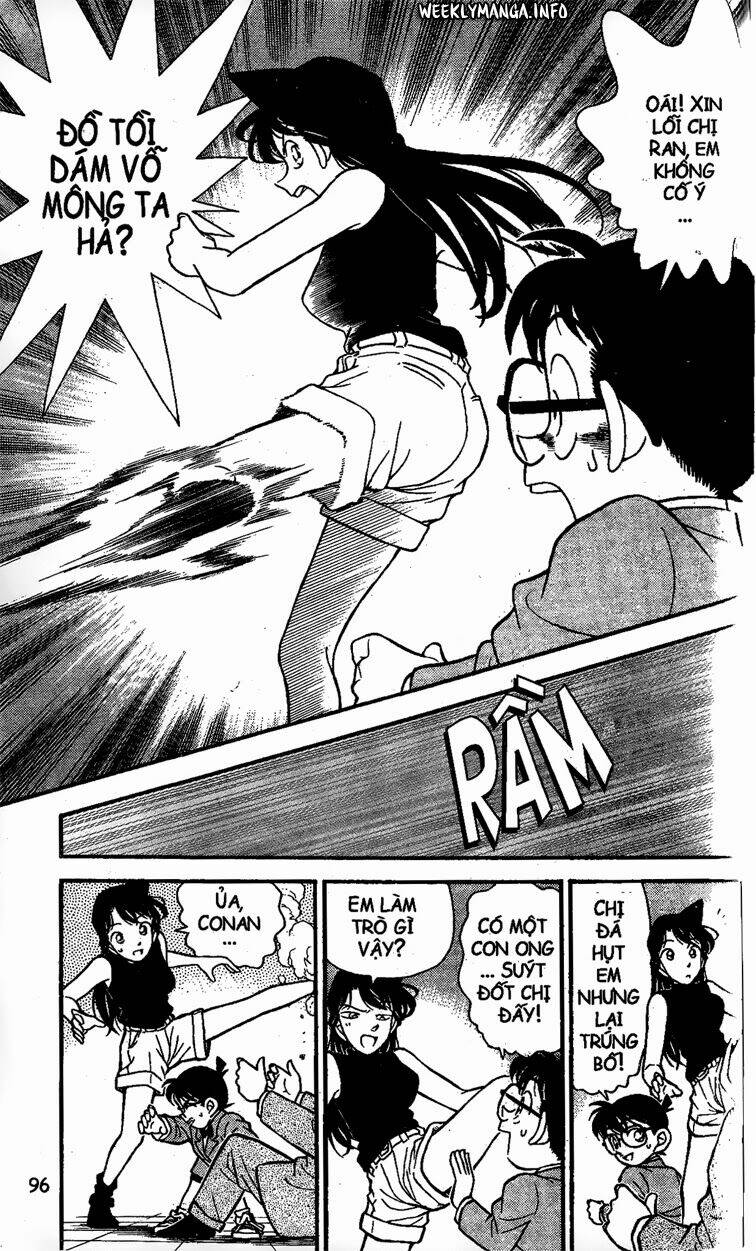 WEEKLYMANGA.INFO
ĐỒ TỒI
DÁM VỖ
MÔNG TA
HẢ?
OÁI! XIN
LỖI CHỊ
RAN, EM
KHÔNG
CỐ Ý
...
RẦM
ỦA,
CONAN
...
EM LÀM
TRÒ GÌ
VẬY?
CÓ MỘT
CON ONG
... SUÝT
ĐỐT CHỊ
ĐẤY!
CHỊ
ĐÃ
HỤT
EM
NHƯNG
LẠI
TRÚNG
BỐ!
96